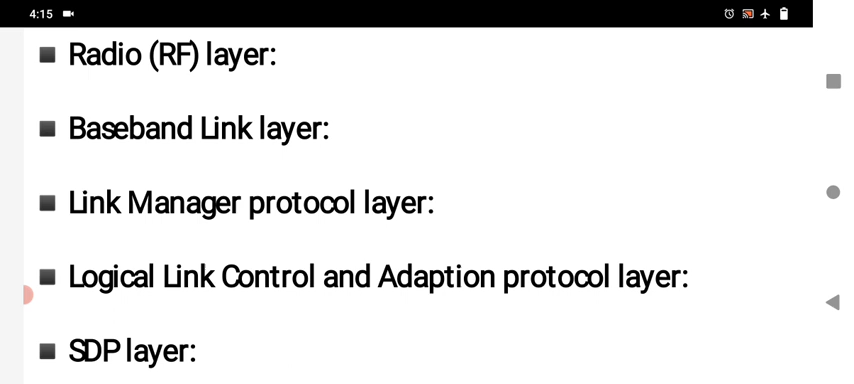 4:15
Radio (RF) layer:
Baseband Link layer:
Link Manager protocol layer:
Logical Link Control and Adaption protocol layer:
SDP layer: